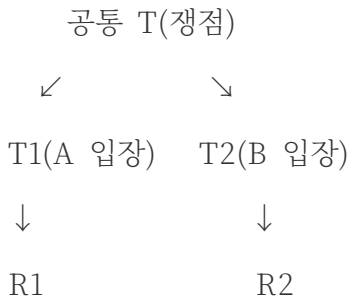 공통 T(쟁점)
↙ ↘
T1(A 입장) T2(B 입장)
↓ ↓
R1 R2